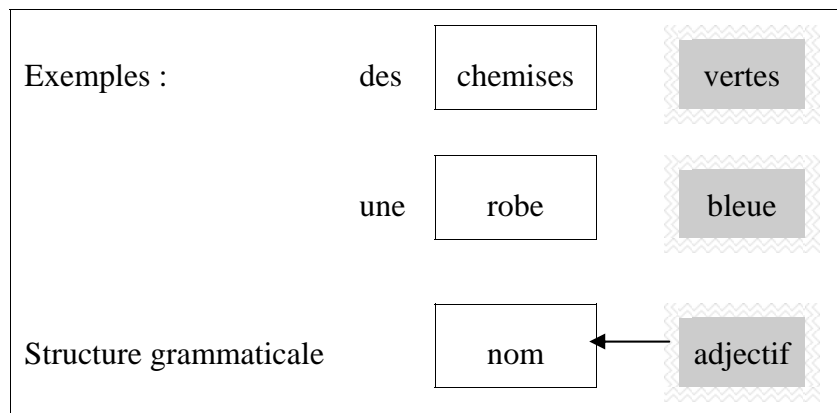 Exemples : des chemises vertes
une robe bleue
Structure grammaticale nom adjectif